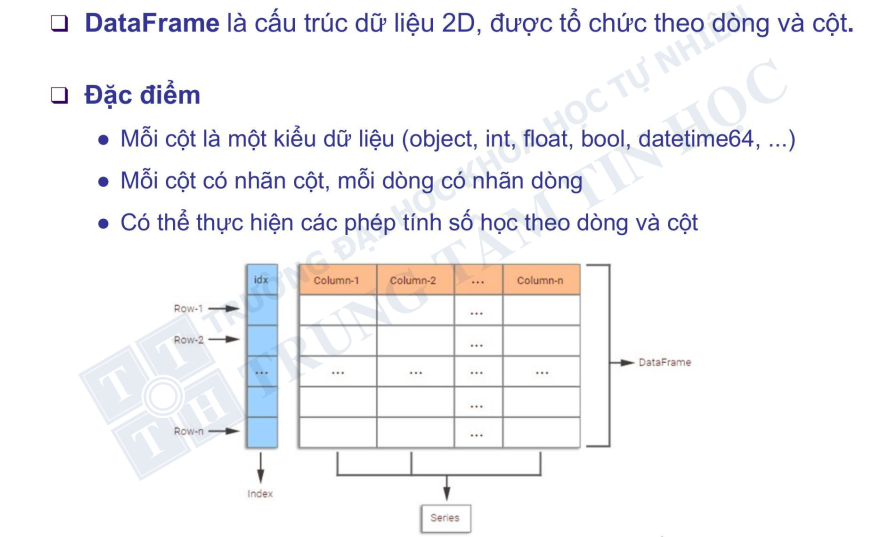 ❑ DataFrame là cấu trúc dữ liệu 2D, được tổ chức theo dòng và cột.
❑ Đặc điểm
● Mỗi cột là một kiểu dữ liệu (object, int, float, bool, datetime64, ...)
● Mỗi cột có nhãn cột, mỗi dòng có nhãn dòng
● Có thể thực hiện các phép tính số học theo dòng và cột
TRƯỜNG ĐẠI HỌC KHOA HỌC TỰ NHIÊN
TRUNG TÂM TIN HỌC
T T
T H
idx Column-1 Column-2 ... Column-n
Row-1 ...
Row-2 ...
... ... ... ... ...
DataFrame
...
Row-n ...
Index
Series